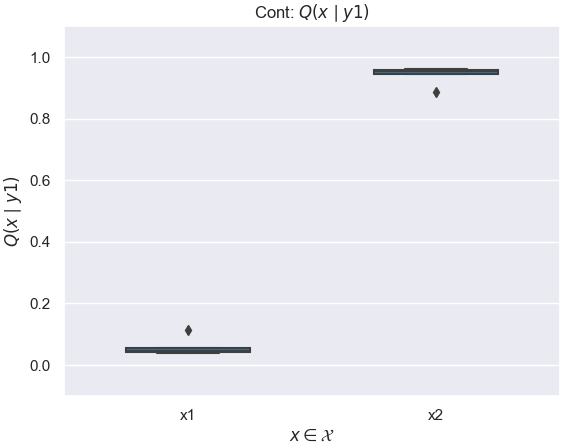 Cont: Q(x | y1)
1.0
0.8
0.6
0.4
0.2
0.0
Q(x | y1)
x1 x2
x ∈ 𝒳